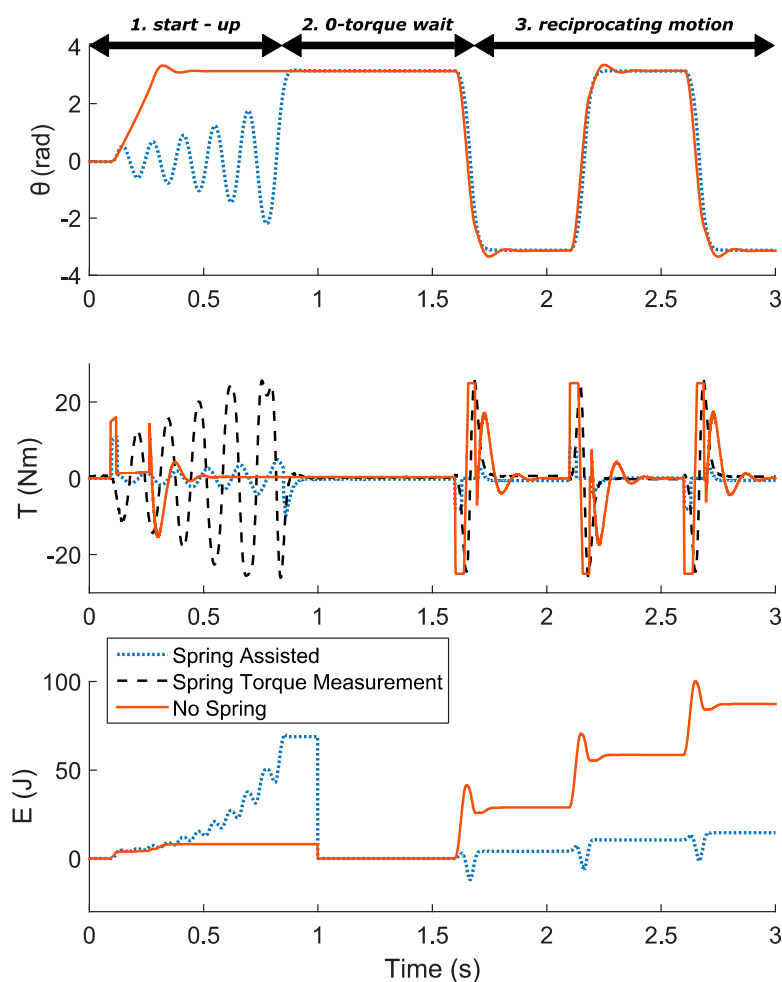 1. start - up 2. 0-torque wait 3. reciprocating motion
4
2
0
-2
-4
θ (rad)
0 0.5 1 1.5 2 2.5 3
20
0
-20
T (Nm)
0 0.5 1 1.5 2 2.5 3
Spring Assisted
Spring Torque Measurement
No Spring
100
50
0
E (J)
0 0.5 1 1.5 2 2.5 3
Time (s)